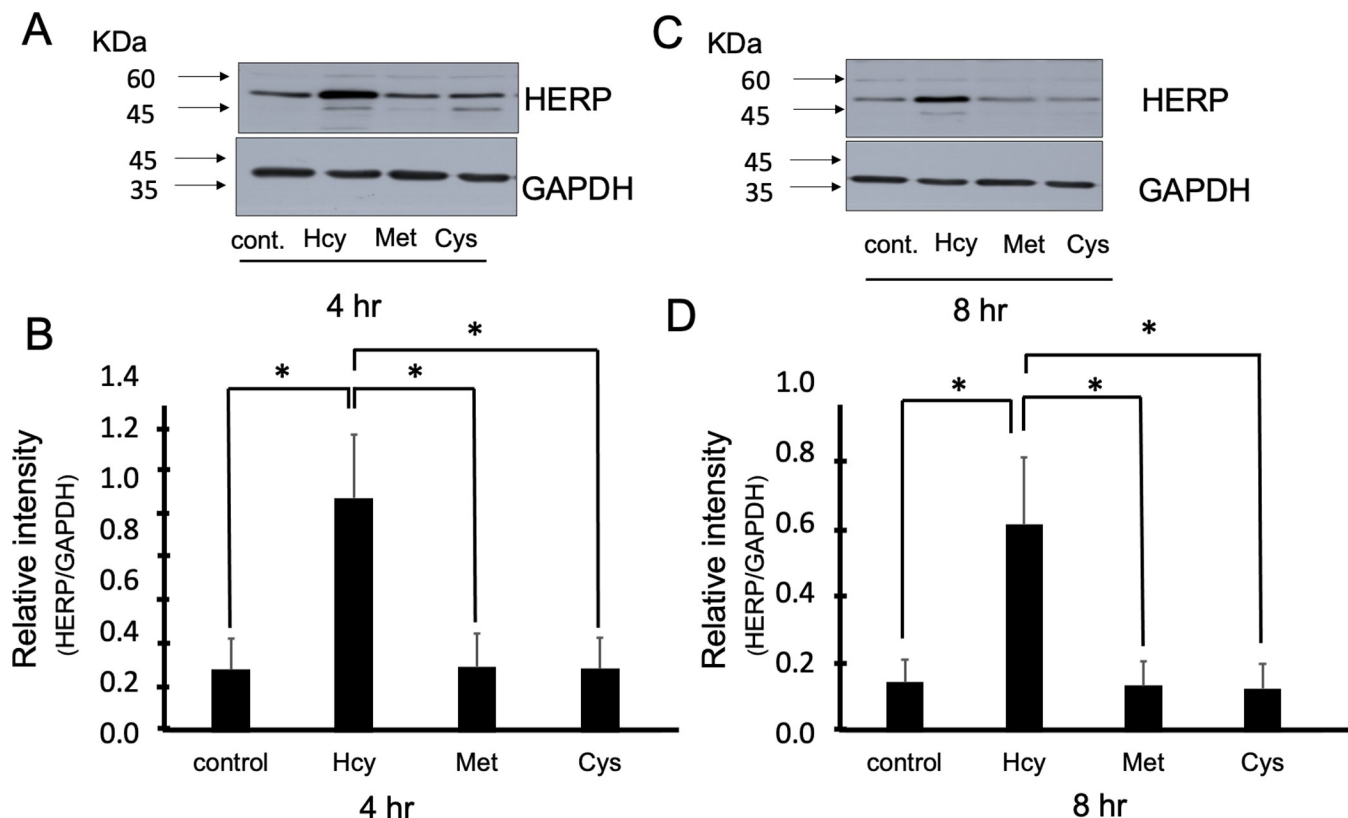 A
KDa
60
45
HERP
45
35
GAPDH
cont. Hcy Met Cys
4 hr
C
KDa
60
45
HERP
45
35
GAPDH
cont. Hcy Met Cys
8 hr
B
Relative intensity
(HERP/GAPDH)
1.4
1.2
1.0
0.8
0.6
0.4
0.2
0.0
* * *
control Hcy Met Cys
4 hr
D
Relative intensity
(HERP/GAPDH)
1.0
0.8
0.6
0.4
0.2
0.0
* * *
control Hcy Met Cys
8 hr